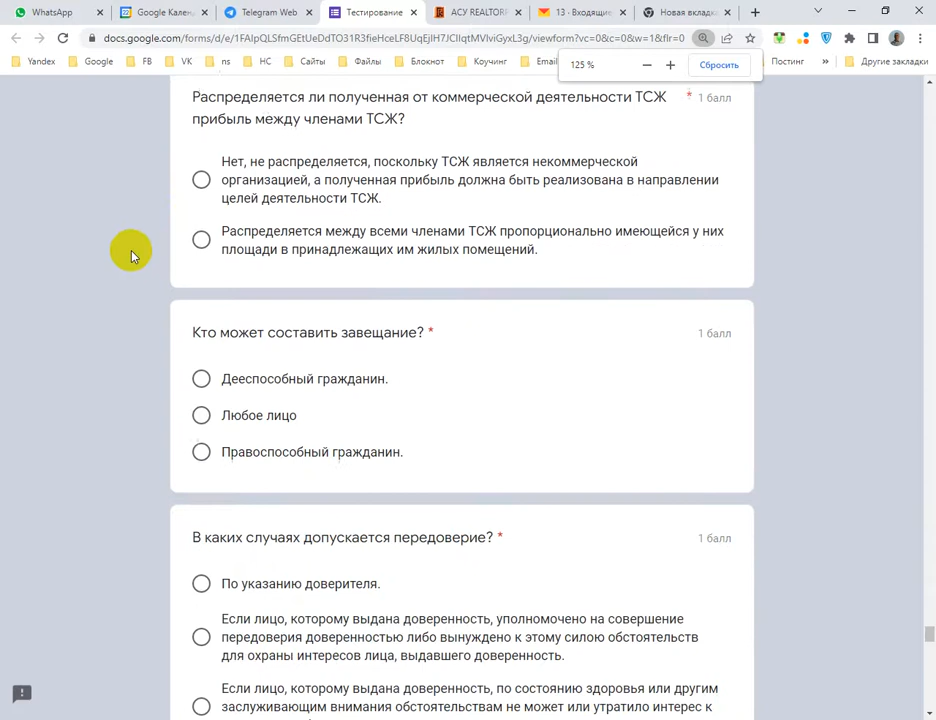 WhatsApp
Google Кален
Telegram Web
Тестирование
АСУ REALTOR
13 · Входящие
Новая вкладка
docs.google.com/forms/d/e/1FAIpQLSfmGEtUeDdTO31R3fieHceLF8UqEjIH7JCIIqtMVIviGyxL3g/viewform?vc=0&c=0&w=1&flr=0
Yandex
Google
FB
VK
ns
НС
Сайты
Файлы
Блокнот
Коучинг
Email
Постинг
»
Другие закладки
125 %
Сбросить
Распределяется ли полученная от коммерческой деятельности ТСЖ * 1 балл
прибыль между членами ТСЖ?
Нет, не распределяется, поскольку ТСЖ является некоммерческой
организацией, а полученная прибыль должна быть реализована в направлении
целей деятельности ТСЖ.
Распределяется между всеми членами ТСЖ пропорционально имеющейся у них
площади в принадлежащих им жилых помещений.
Кто может составить завещание? * 1 балл
Дееспособный гражданин.
Любое лицо
Правоспособный гражданин.
В каких случаях допускается передоверие? * 1 балл
По указанию доверителя.
Если лицо, которому выдана доверенность, уполномочено на совершение
передоверия доверенностью либо вынуждено к этому силою обстоятельств
для охраны интересов лица, выдавшего доверенность.
Если лицо, которому выдана доверенность, по состоянию здоровья или другим
заслуживающим внимания обстоятельствам не может или утратило интерес к